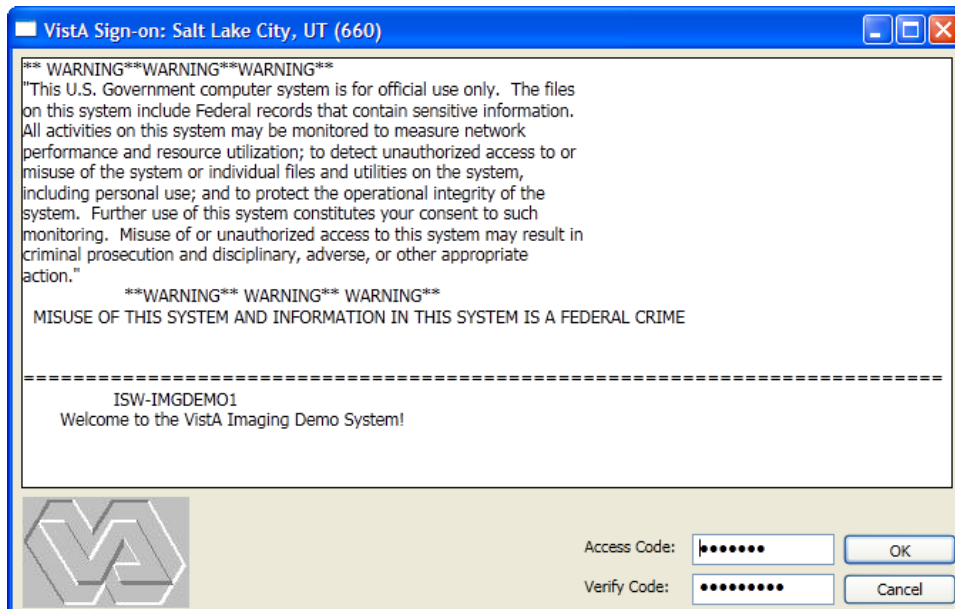 VistA Sign-on: Salt Lake City, UT (660)
** WARNING**WARNING**WARNING**
"This U.S. Government computer system is for official use only.  The files
on this system include Federal records that contain sensitive information.
All activities on this system may be monitored to measure network
performance and resource utilization; to detect unauthorized access to or
misuse of the system or individual files and utilities on the system,
including personal use; and to protect the operational integrity of the
system.  Further use of this system constitutes your consent to such
monitoring.  Misuse of or unauthorized access to this system may result in
criminal prosecution and disciplinary, adverse, or other appropriate
action."
**WARNING** WARNING** WARNING**
MISUSE OF THIS SYSTEM AND INFORMATION IN THIS SYSTEM IS A FEDERAL CRIME
==========================================================================
ISW-IMGDEMO1
Welcome to the VistA Imaging Demo System!
Access Code: ●●●●●●● OK
Verify Code: ●●●●●●●●● Cancel